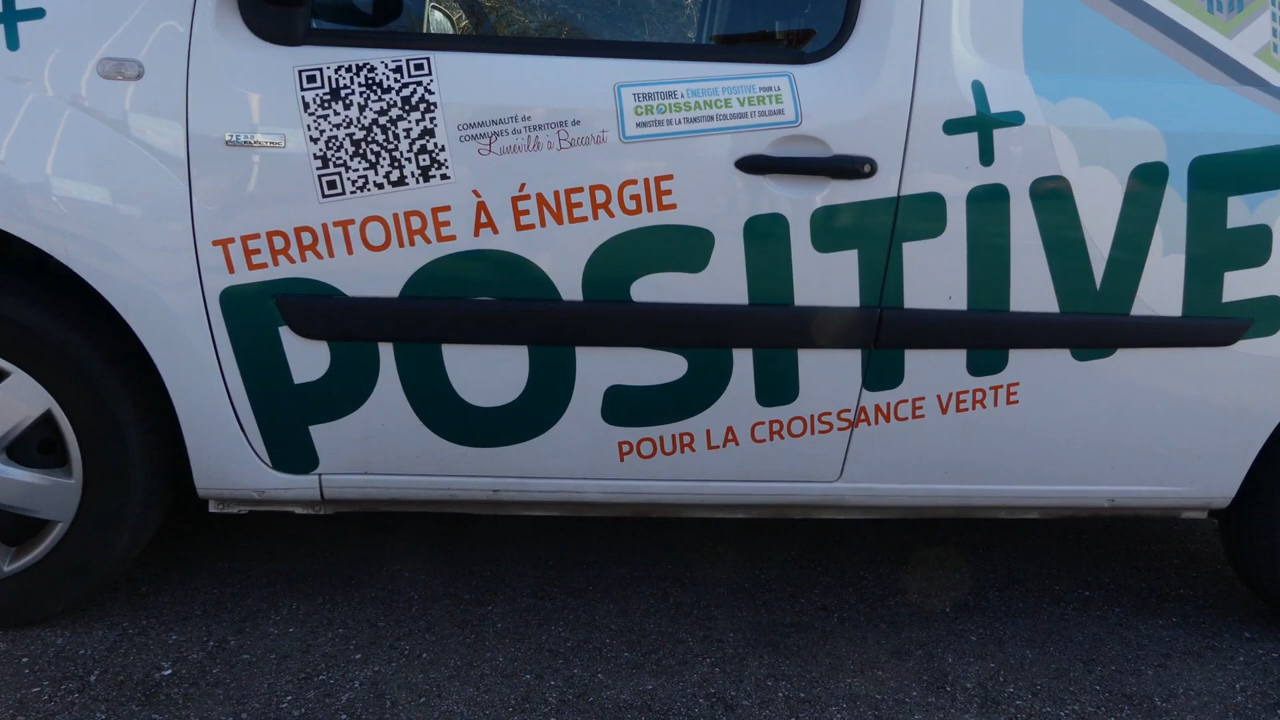 TERRITOIRE À ÉNERGIE POSITIVE POUR LA
CROISSANCE VERTE
MINISTÈRE DE LA TRANSITION ÉCOLOGIQUE ET SOLIDAIRE
COMMUNAUTÉ de
COMMUNES du TERRITOIRE de
Lunéville à Baccarat
TERRITOIRE À ÉNERGIE
POSITIVE
POUR LA CROISSANCE VERTE